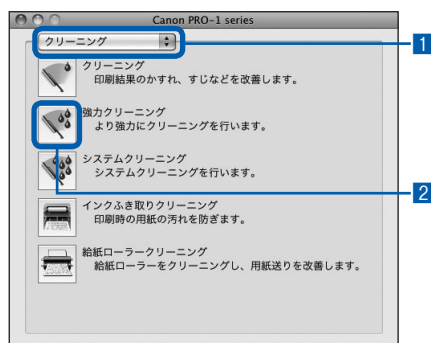 Canon PRO-1 series
クリーニング
1
クリーニング
印刷結果のかすれ、すじなどを改善します。
強力クリーニング
より強力にクリーニングを行います。
システムクリーニング
システムクリーニングを行います。
2
インクふき取りクリーニング
印刷時の用紙の汚れを防ぎます。
給紙ローラークリーニング
給紙ローラーをクリーニングし、用紙送りを改善します。